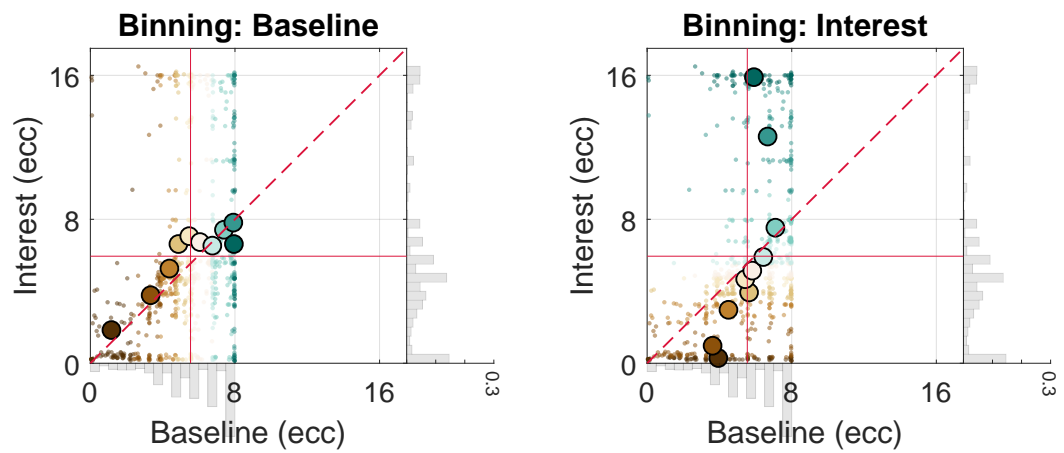 Binning: Baseline
16
8
0
Interest (ecc)
0
8
16
0.3
Baseline (ecc)
Binning: Interest
16
8
0
Interest (ecc)
0
8
16
0.3
Baseline (ecc)